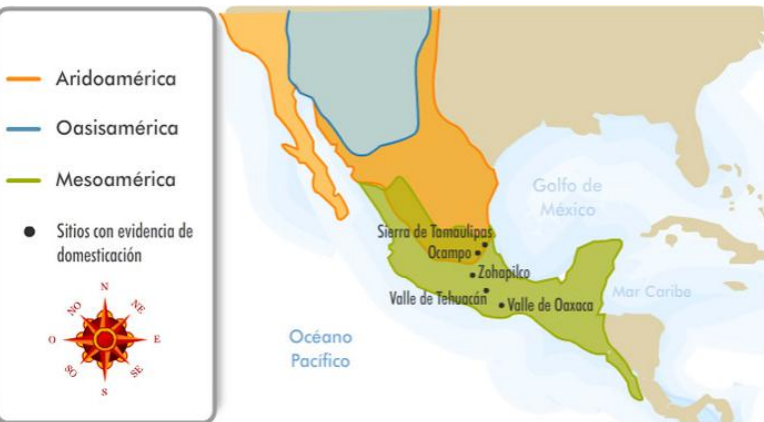 Aridoamérica
Oasisamérica
Mesoamérica
Sitios con evidencia de
domesticación
N
NO
NE
O
E
SO
SE
S
Golfo de
México
Sierra de Tamaulipas
Ocampo
Zohapilco
Valle de Tehuacán
Valle de Oaxaca
Mar Caribe
Océano
Pacífico